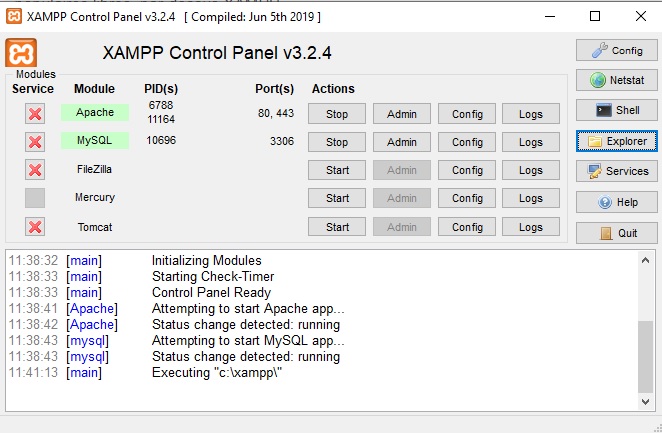 XAMPP Control Panel v3.2.4 [ Compiled: Jun 5th 2019 ]
XAMPP Control Panel v3.2.4
Modules
Service Module PID(s) Port(s) Actions
Apache 6788 11164 80, 443 Stop Admin Config Logs
MySQL 10696 3306 Stop Admin Config Logs
FileZilla Start Admin Config Logs
Mercury Start Admin Config Logs
Tomcat Start Admin Config Logs
Config
Netstat
Shell
Explorer
Services
Help
Quit
11:38:32 [main] Initializing Modules
11:38:33 [main] Starting Check-Timer
11:38:33 [main] Control Panel Ready
11:38:41 [Apache] Attempting to start Apache app...
11:38:42 [Apache] Status change detected: running
11:38:43 [mysql] Attempting to start MySQL app...
11:38:43 [mysql] Status change detected: running
11:41:13 [main] Executing "c:\xampp\"